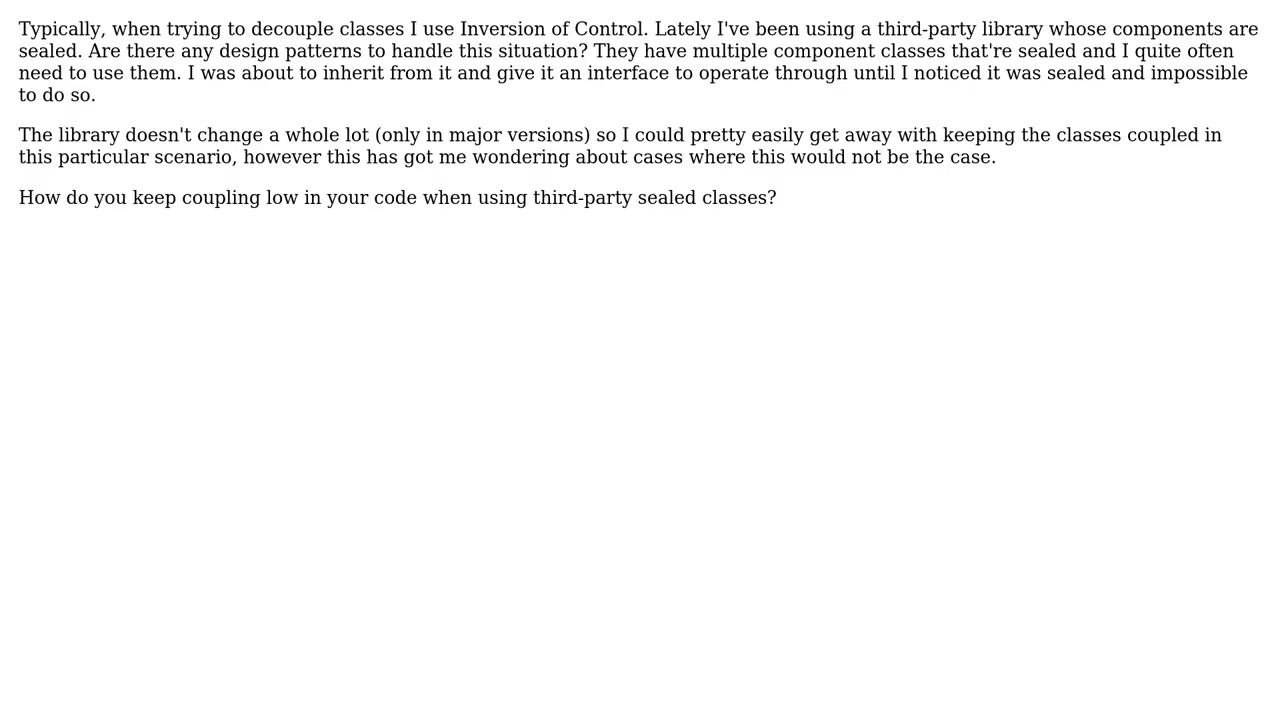 Typically, when trying to decouple classes I use Inversion of Control. Lately I've been using a third-party library whose components are
sealed. Are there any design patterns to handle this situation? They have multiple component classes that're sealed and I quite often
need to use them. I was about to inherit from it and give it an interface to operate through until I noticed it was sealed and impossible
to do so.
The library doesn't change a whole lot (only in major versions) so I could pretty easily get away with keeping the classes coupled in
this particular scenario, however this has got me wondering about cases where this would not be the case.
How do you keep coupling low in your code when using third-party sealed classes?